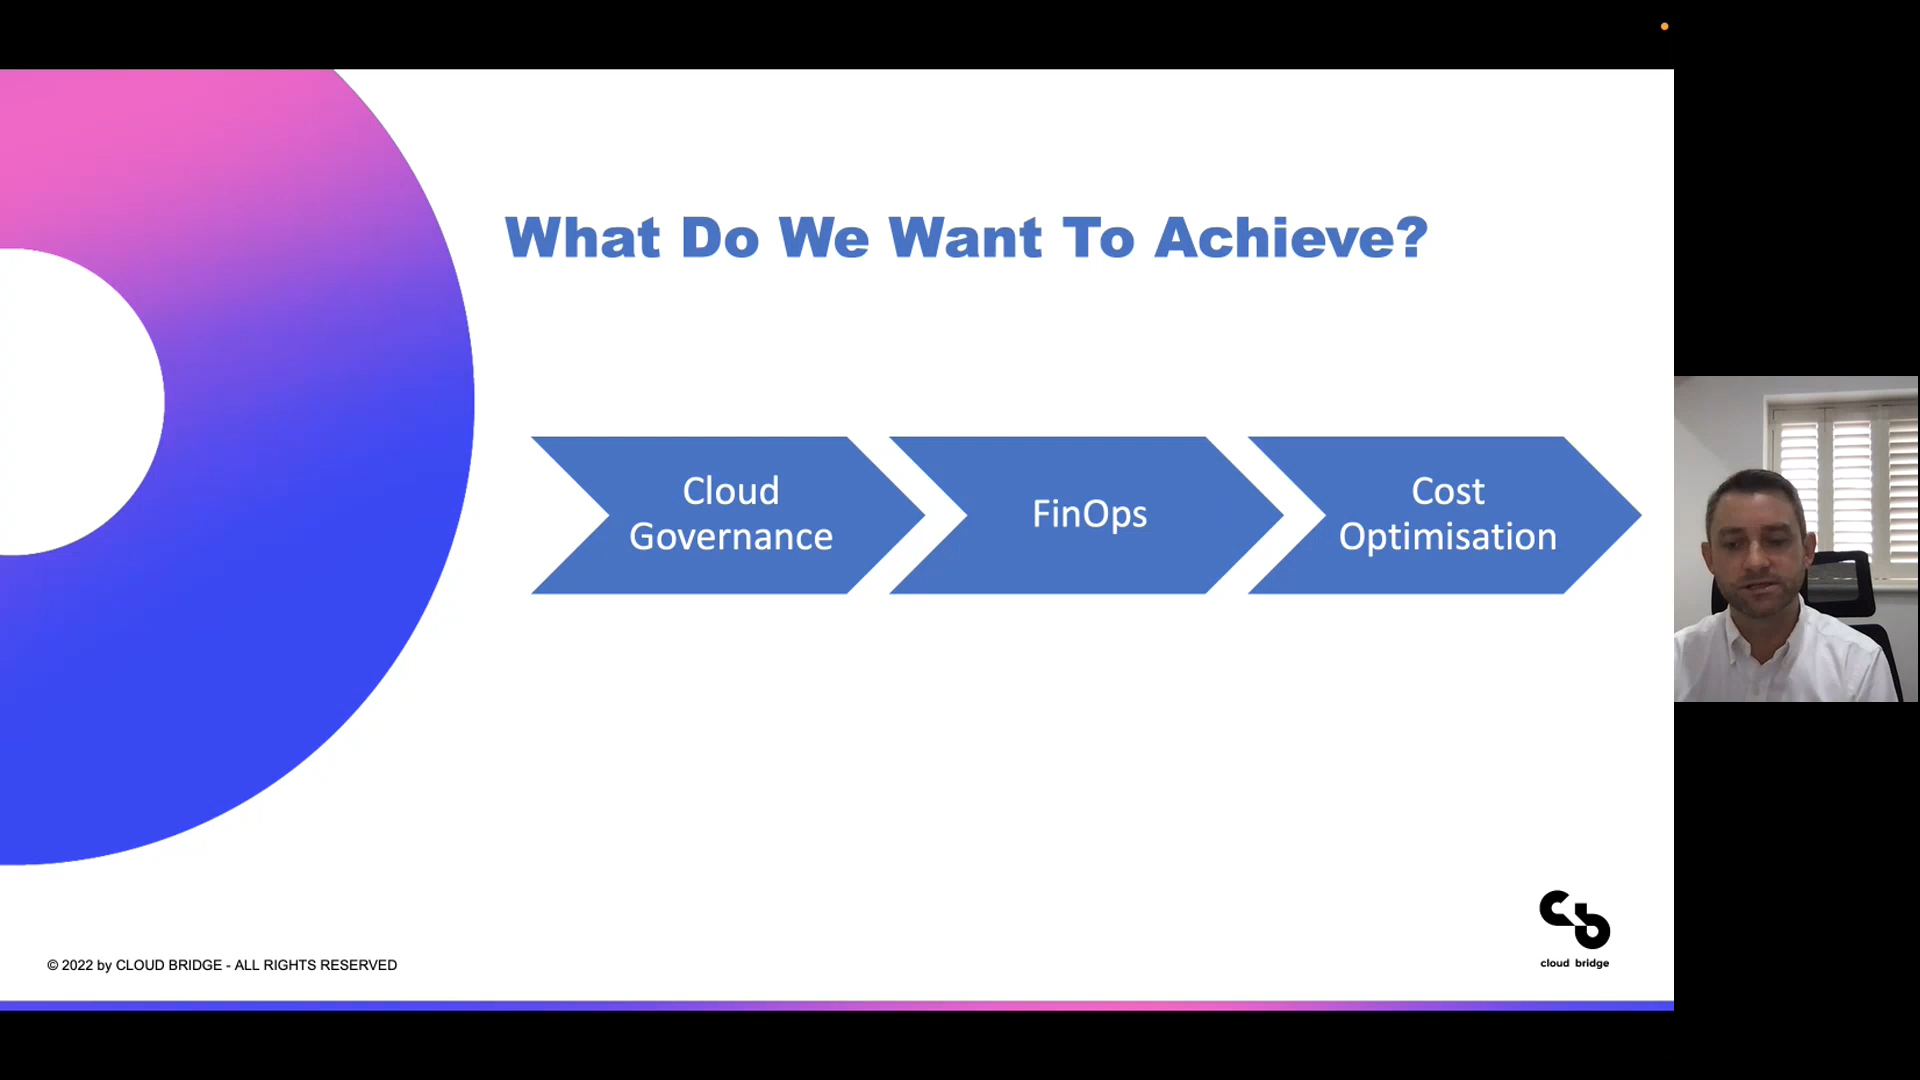 What Do We Want To Achieve?
Cloud
Governance
FinOps
Cost
Optimisation
cloud bridge
© 2022 by CLOUD BRIDGE - ALL RIGHTS RESERVED